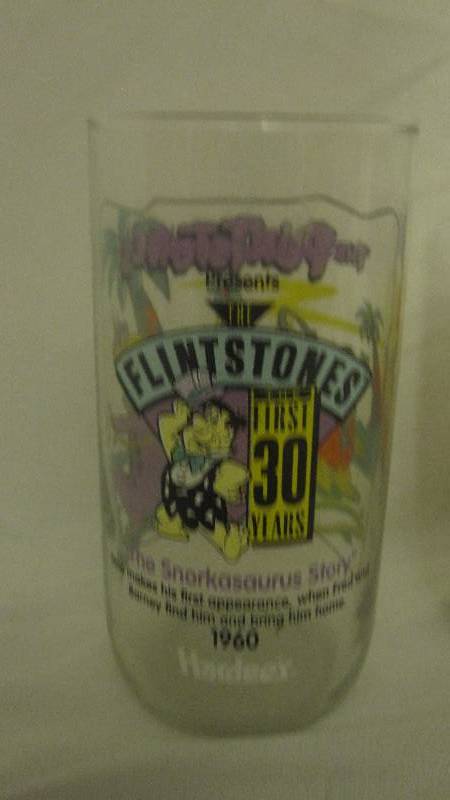 Presents
THE
FLINTSTONES
FIRST
30
YEARS
The Snorkasaurus Story
makes his first appearance, when Fred and
Barney find him and bring him home.
1960
Hardee's